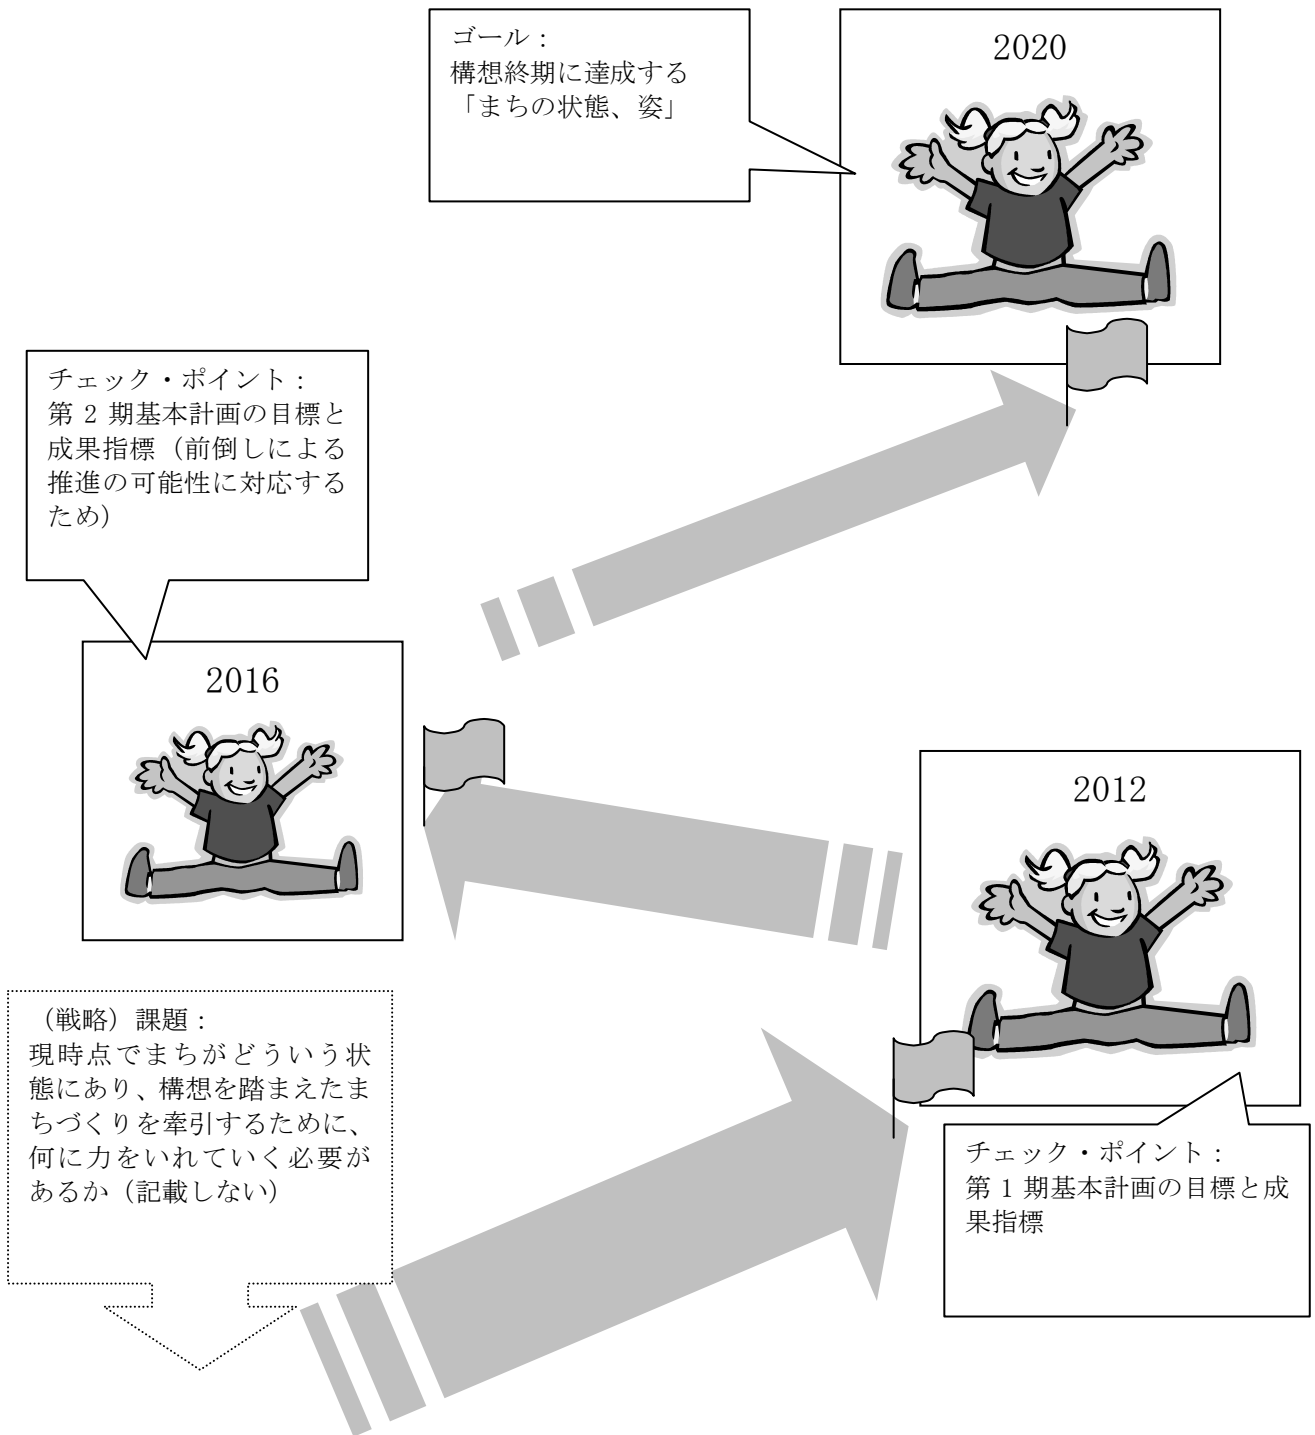 ゴール：
構想終期に達成する
「まちの状態、姿」
2020
チェック・ポイント：
第 2 期基本計画の目標と
成果指標（前倒しによる
推進の可能性に対応する
ため）
2016
2012
（戦略）課題：
現時点でまちがどういう状
態にあり、構想を踏まえたま
ちづくりを牽引するために、
何に力をいれていく必要が
あるか（記載しない）
チェック・ポイント：
第 1 期基本計画の目標と成
果指標